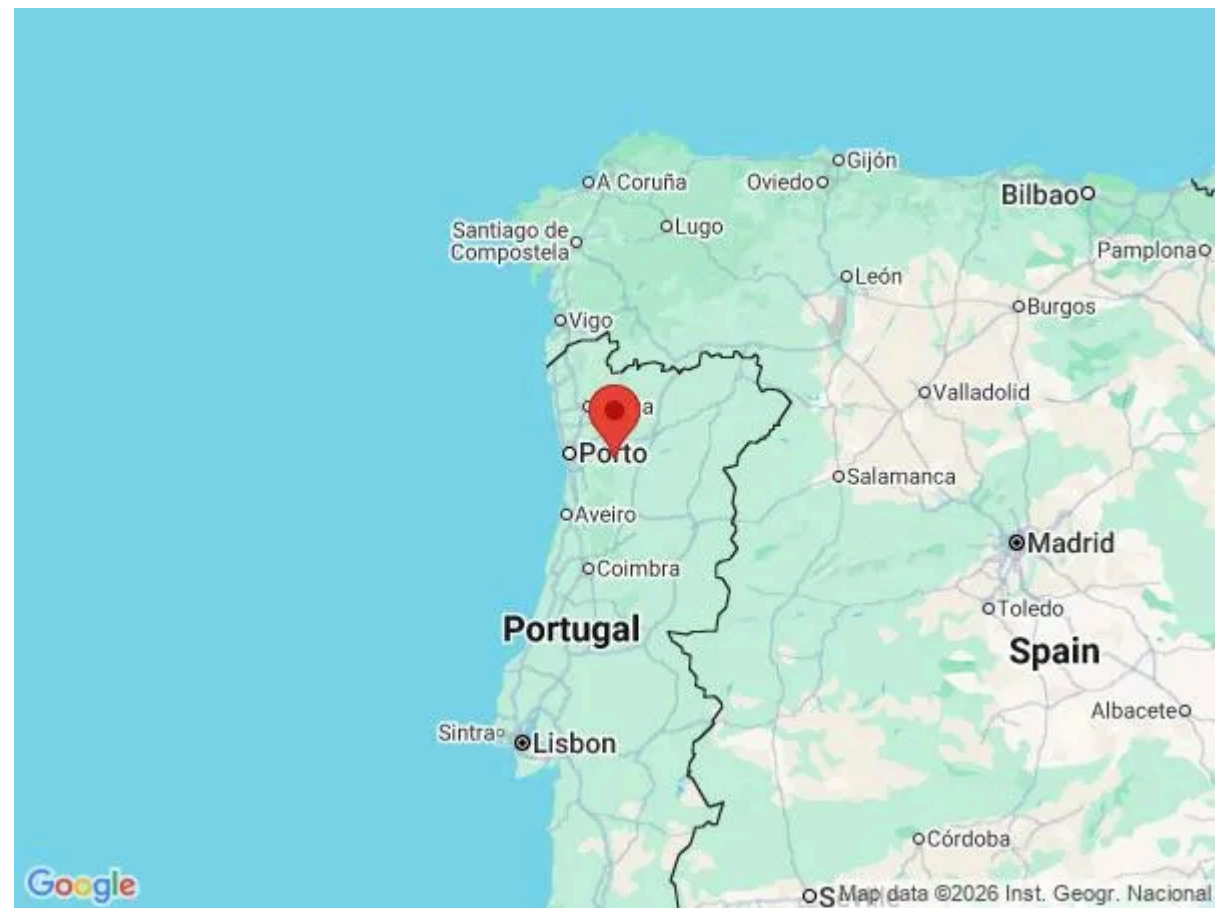 Gijón
A Coruña
Oviedo
Bilbao
Santiago de
Compostela
Lugo
Pamplona
León
Burgos
Vigo
Valladolid
Porto
Salamanca
Aveiro
Madrid
Coimbra
Toledo
Portugal
Spain
Albacete
Sintra
Lisbon
Córdoba
Google
Map data ©2026 Inst. Geogr. Nacional